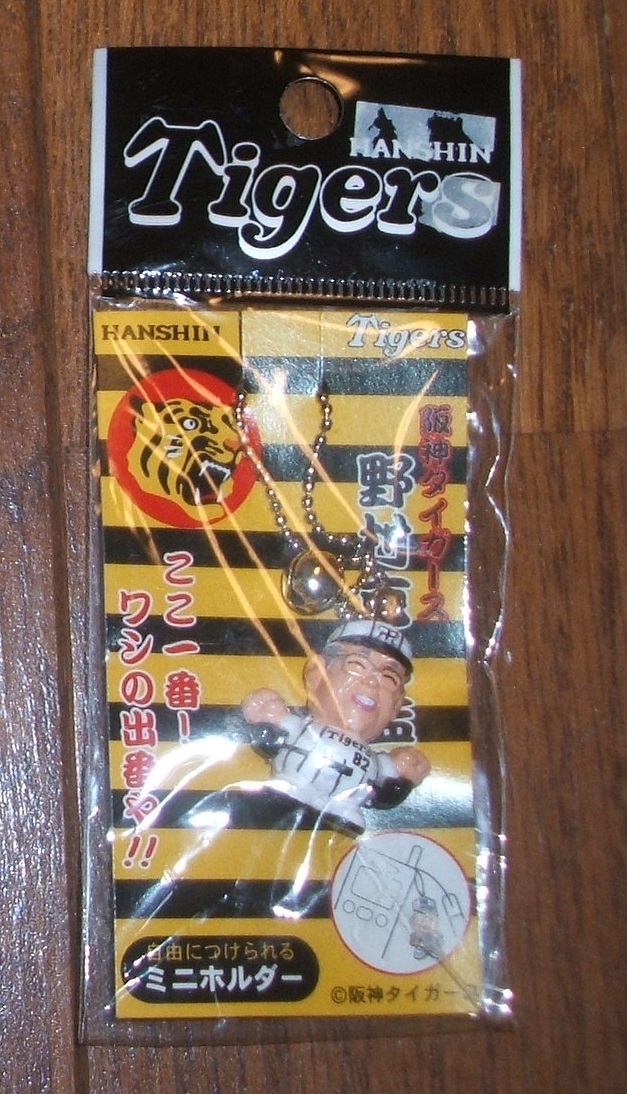 HANSHIN
Tigers
HANSHIN
Tigers
阪神タイガース
野
ここ一番!
ワシの出番や!!
Tigers
82
自由につけられる
ミニホルダー
©阪神タイガース